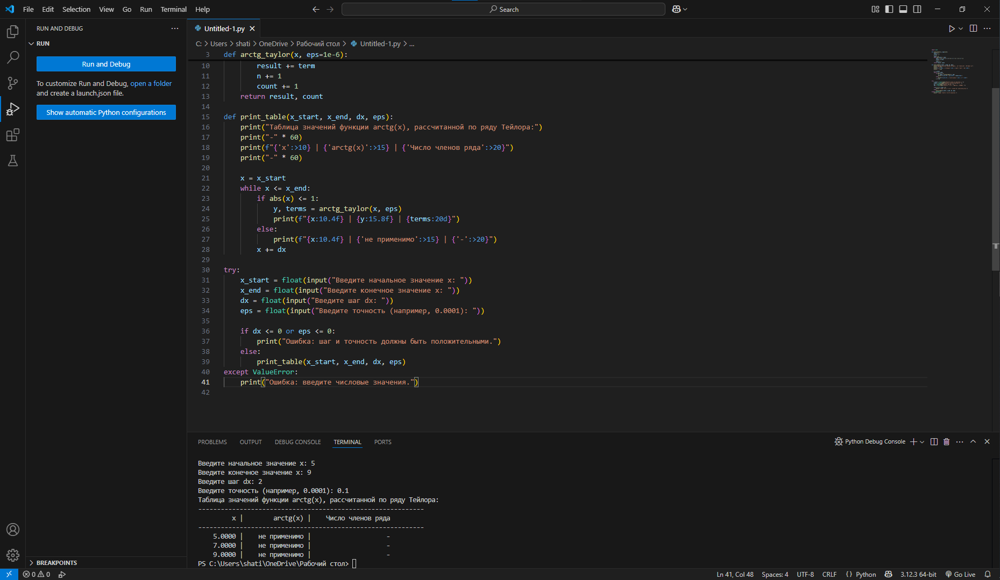 File Edit Selection View Go Run Terminal Help
Search
RUN AND DEBUG ···
RUN
Run and Debug
To customize Run and Debug, open a folder
and create a launch.json file.
Show automatic Python configurations
BREAKPOINTS
Untitled-1.py
C: > Users > shati > OneDrive > Рабочий стол > Untitled-1.py > ...
3 def arctg_taylor(x, eps=1e-6):
10 result += term
11 n += 1
12 count += 1
13 return result, count
14
15 def print_table(x_start, x_end, dx, eps):
16 print("Таблица значений функции arctg(x), рассчитанной по ряду Тейлора:")
17 print("-" * 60)
18 print(f"{'x':>10} | {'arctg(x)':>15} | {'Число членов ряда':>20}")
19 print("-" * 60)
20
21 x = x_start
22 while x <= x_end:
23 if abs(x) <= 1:
24 y, terms = arctg_taylor(x, eps)
25 print(f"{x:10.4f} | {y:15.8f} | {terms:20d}")
26 else:
27 print(f"{x:10.4f} | {'не применимо':>15} | {'-':>20}")
28 x += dx
29
30 try:
31 x_start = float(input("Введите начальное значение x: "))
32 x_end = float(input("Введите конечное значение x: "))
33 dx = float(input("Введите шаг dx: "))
34 eps = float(input("Введите точность (например, 0.0001): "))
35
36 if dx <= 0 or eps <= 0:
37 print("Ошибка: шаг и точность должны быть положительными.")
38 else:
39 print_table(x_start, x_end, dx, eps)
40 except ValueError:
41 print("Ошибка: введите числовые значения.")
42
PROBLEMS OUTPUT DEBUG CONSOLE TERMINAL PORTS
Python Debug Console
Введите начальное значение x: 5
Введите конечное значение x: 9
Введите шаг dx: 2
Введите точность (например, 0.0001): 0.1
Таблица значений функции arctg(x), рассчитанной по ряду Тейлора:
------------------------------------------------------------
x | arctg(x) | Число членов ряда
------------------------------------------------------------
5.0000 | не применимо | -
7.0000 | не применимо | -
9.0000 | не применимо | -
PS C:\Users\shati\OneDrive\Рабочий стол>
0 0
Ln 41, Col 48 Spaces: 4 UTF-8 CRLF {} Python 3.12.3 64-bit Go Live